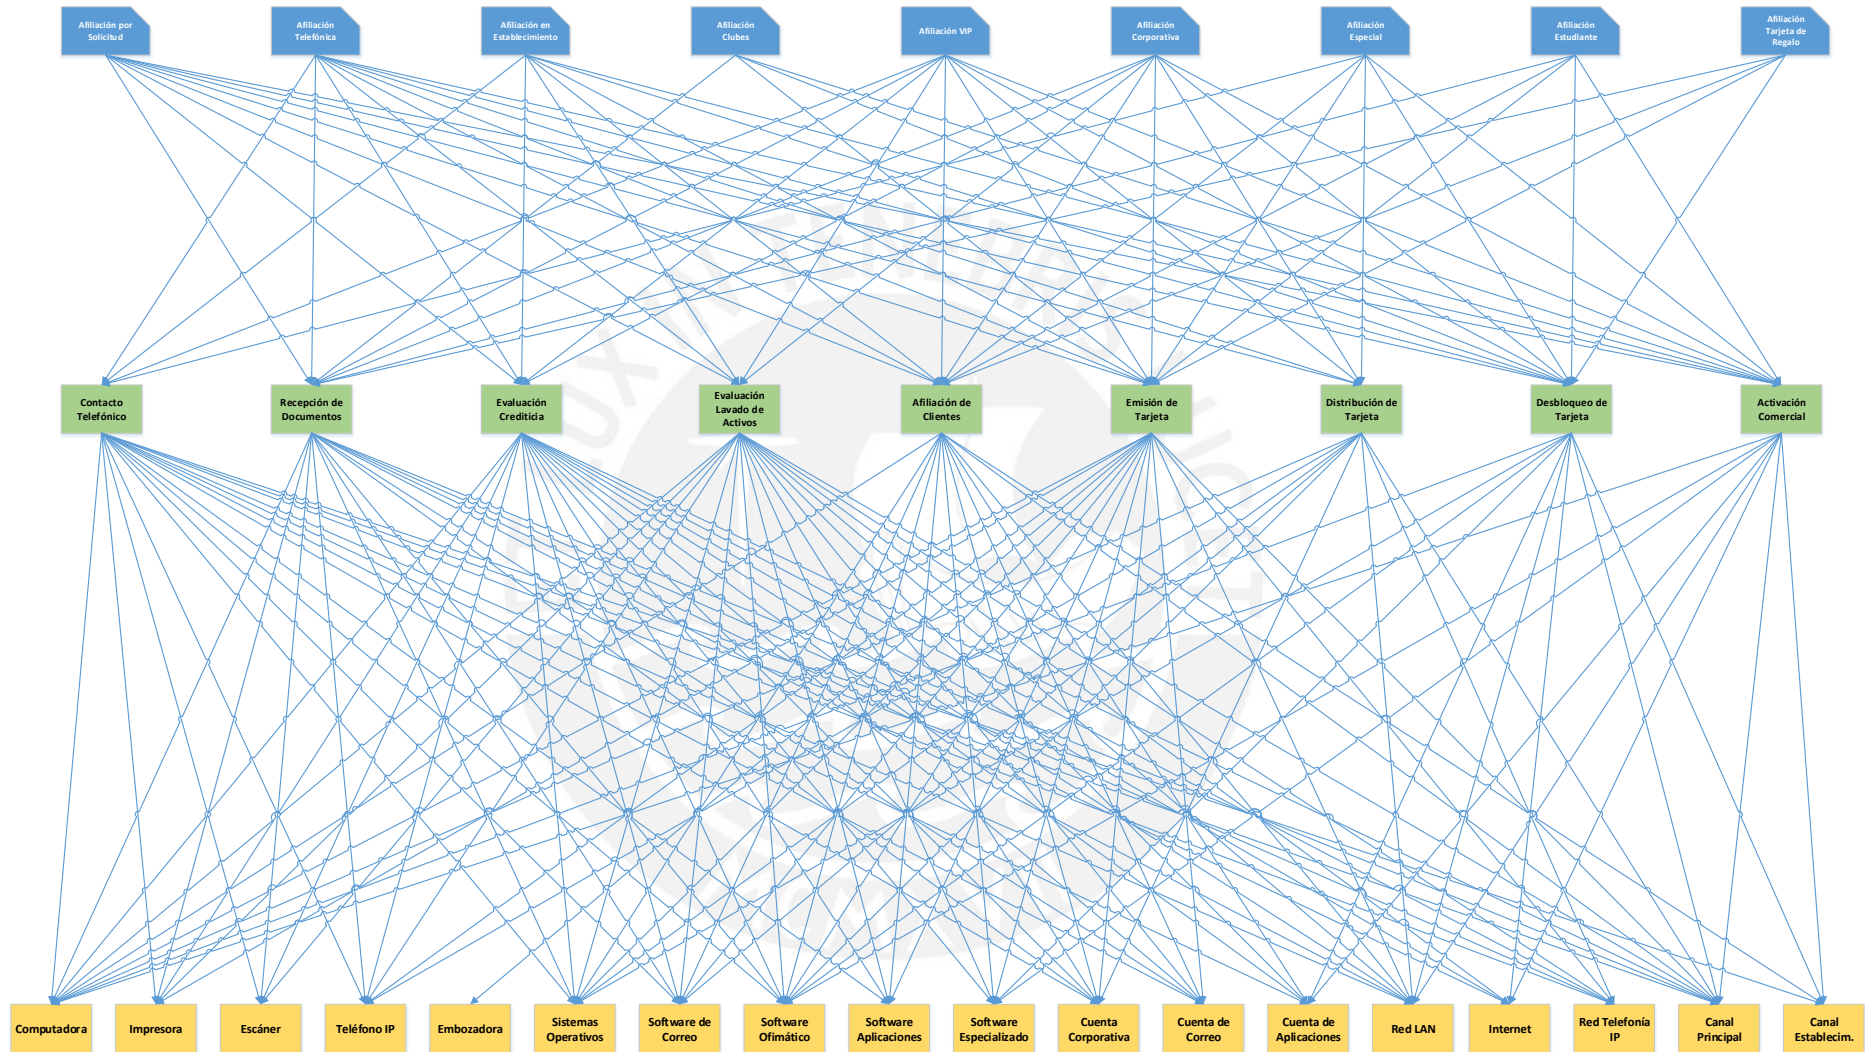 Afiliación por
Solicitud
Afiliación
Telefónica
Afiliación en
Establecimiento
Afiliación
Clubes
Afiliación VIP
Afiliación
Corporativa
Afiliación
Especial
Afiliación
Estudiante
Afiliación
Tarjeta de
Regalo
Contacto
Telefónico
Recepción de
Documentos
Evaluación
Crediticia
Evaluación
Lavado de
Activos
Afiliación de
Clientes
Emisión de
Tarjeta
Distribución de
Tarjeta
Desbloqueo de
Tarjeta
Activación
Comercial
Computadora
Impresora
Escáner
Teléfono IP
Embozadora
Sistemas
Operativos
Software de
Correo
Software
Ofimático
Software
Aplicaciones
Software
Especializado
Cuenta
Corporativa
Cuenta de
Correo
Cuenta de
Aplicaciones
Red LAN
Internet
Red Telefonía
IP
Canal
Principal
Canal
Establecim.